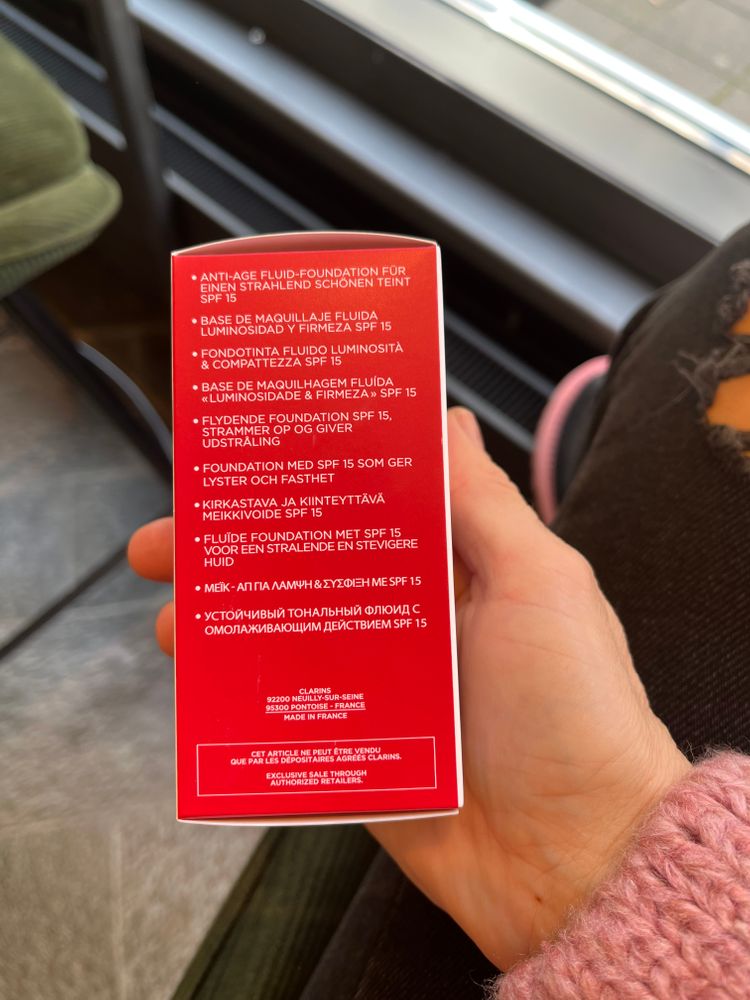 • ANTI-AGE FLUID-FOUNDATION FÜR
EINEN STRAHLEND SCHÖNEN TEINT
SPF 15
• BASE DE MAQUILLAJE FLUIDA
LUMINOSIDAD Y FIRMEZA SPF 15
• FONDOTINTA FLUIDO LUMINOSITÀ
& COMPATTEZZA SPF 15
• BASE DE MAQUILHAGEM FLUÍDA
«LUMINOSIDADE & FIRMEZA» SPF 15
• FLYDENDE FOUNDATION SPF 15,
STRAMMER OP OG GIVER
UDSTRÅLING
• FOUNDATION MED SPF 15 SOM GER
LYSTER OCH FASTHET
• KIRKASTAVA JA KIINTEYTTÄVÄ
MEIKKIVOIDE SPF 15
• FLUÏDE FOUNDATION MET SPF 15
VOOR EEN STRALENDE EN STEVIGERE
HUID
• ΜΕΪΚ - ΑΠ ΓΙΑ ΛΑΜΨΗ & ΣΥΣΦΙΞΗ ΜΕ SPF 15
• УСТОЙЧИВЫЙ ТОНАЛЬНЫЙ ФЛЮИД С
ОМОЛАЖИВАЮЩИМ ДЕЙСТВИЕМ SPF 15
CLARINS
92200 NEUILLY-SUR-SEINE
95300 PONTOISE - FRANCE
MADE IN FRANCE
CET ARTICLE NE PEUT ÊTRE VENDU
QUE PAR LES DÉPOSITAIRES AGRÉÉS CLARINS.
EXCLUSIVE SALE THROUGH
AUTHORIZED RETAILERS.